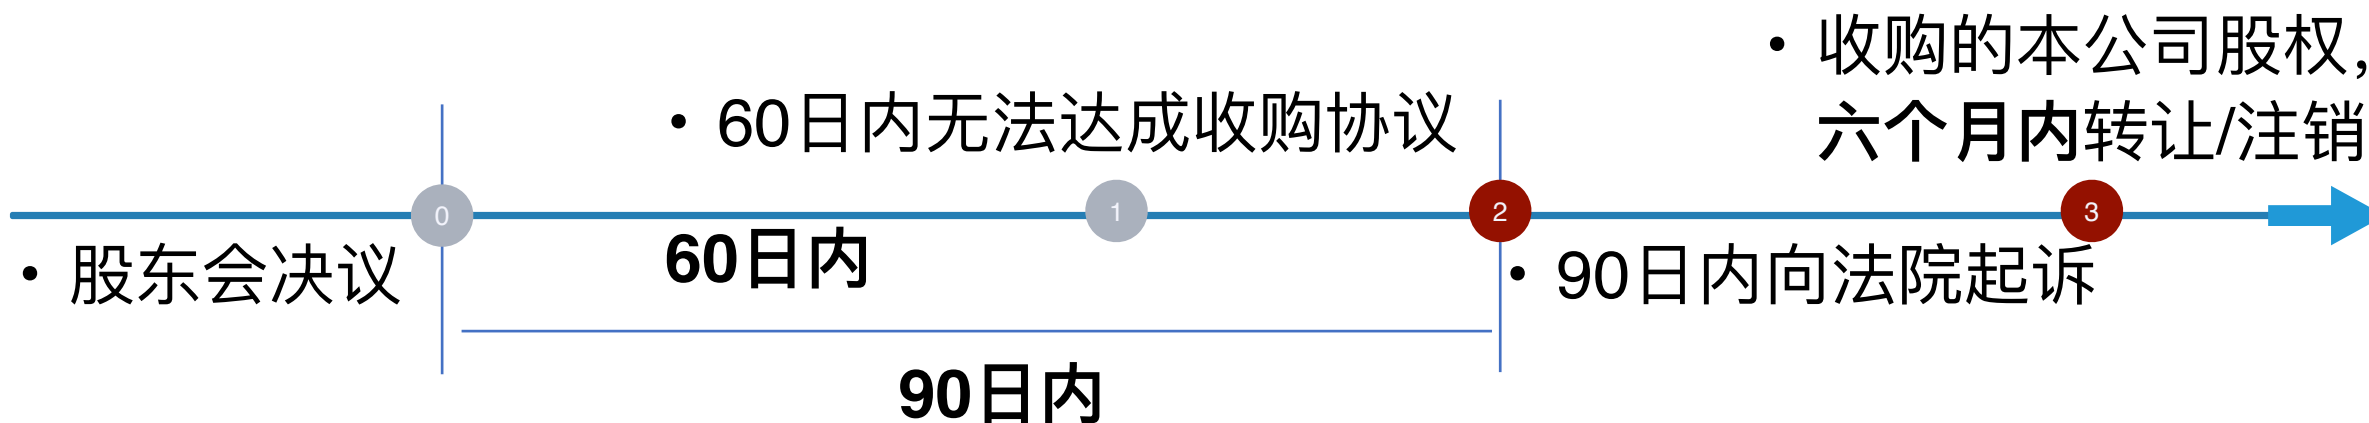 • 收购的本公司股权，
六个月内转让/注销
• 60日内无法达成收购协议
0
1
2
3
• 股东会决议
60日内
• 90日内向法院起诉
90日内